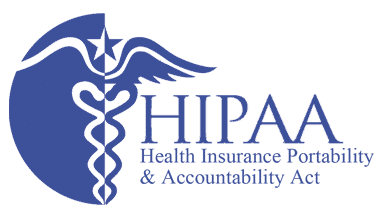 HIPAA
Health Insurance Portability
& Accountability Act